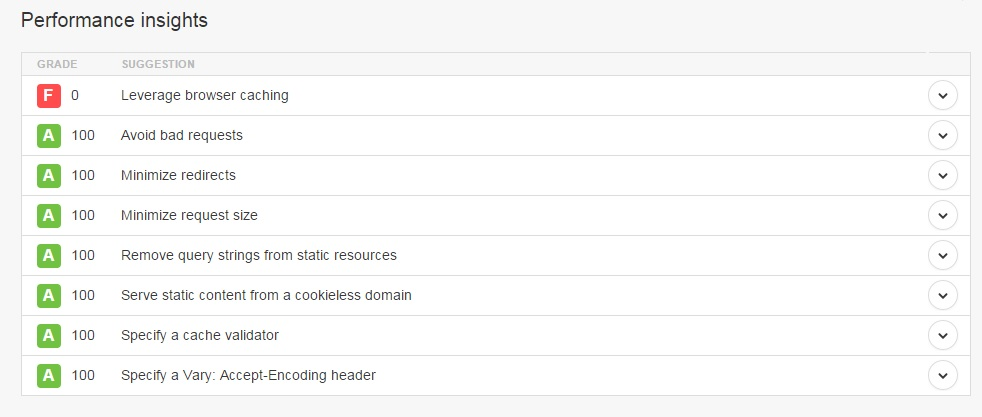 Performance insights
GRADE SUGGESTION
F 0 Leverage browser caching
A 100 Avoid bad requests
A 100 Minimize redirects
A 100 Minimize request size
A 100 Remove query strings from static resources
A 100 Serve static content from a cookieless domain
A 100 Specify a cache validator
A 100 Specify a Vary: Accept-Encoding header